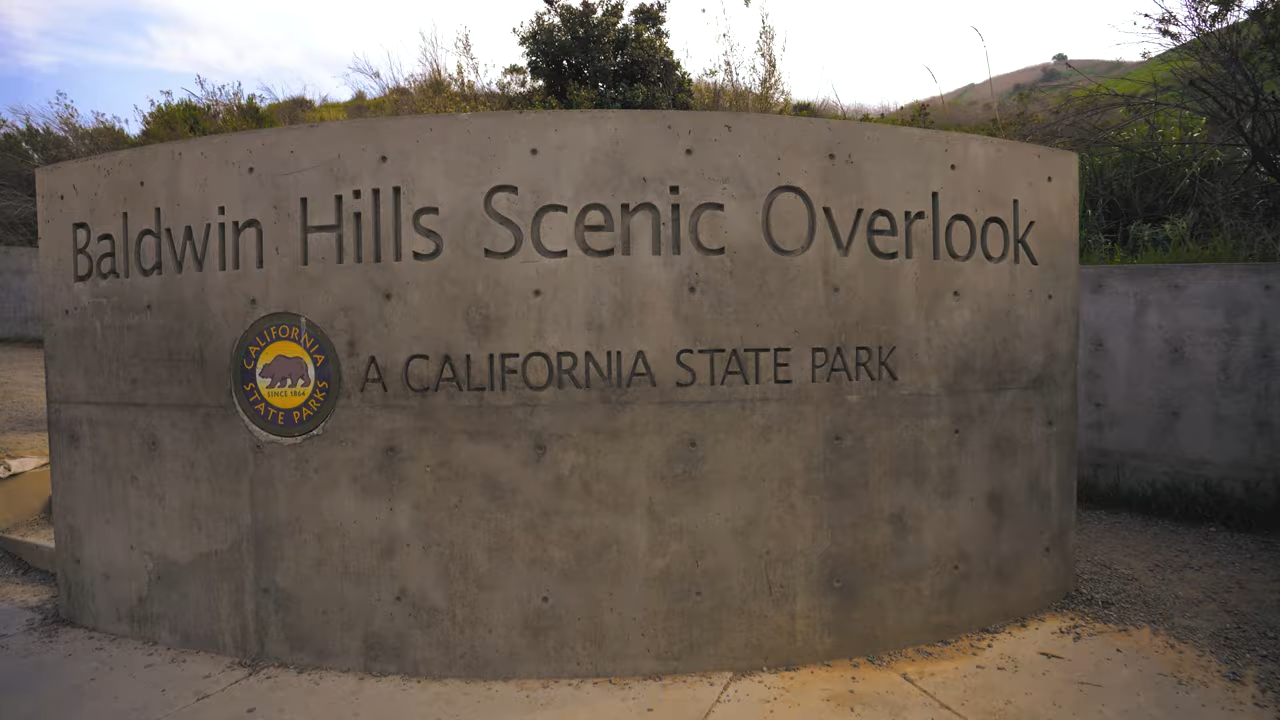 Baldwin Hills Scenic Overlook
CALIFORNIA
SINCE 1864
STATE PARKS
A CALIFORNIA STATE PARK